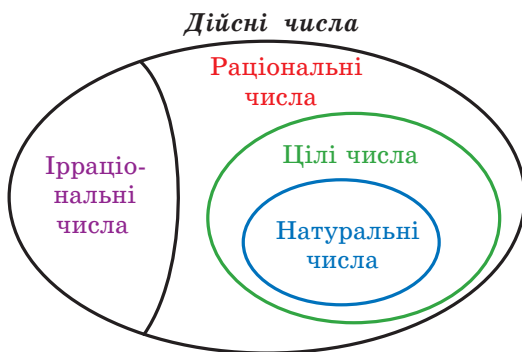 Дійсні числа
Раціональні
числа
Цілі числа
Ірраціо-
нальні
числа
Натуральні
числа